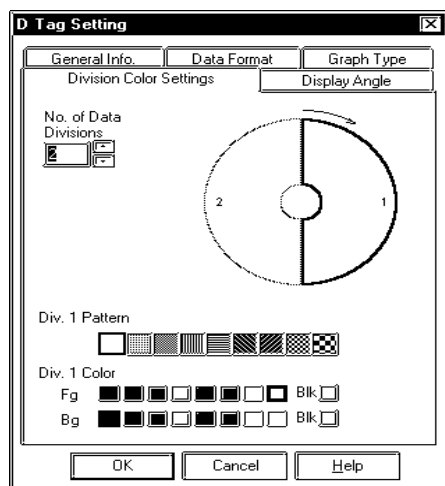 D Tag Setting
General Info. Data Format Graph Type
Division Color Settings Display Angle
No. of Data
Divisions
2
2 1
Div. 1 Pattern
Div. 1 Color
Fg Blk
Bg Blk
OK Cancel Help